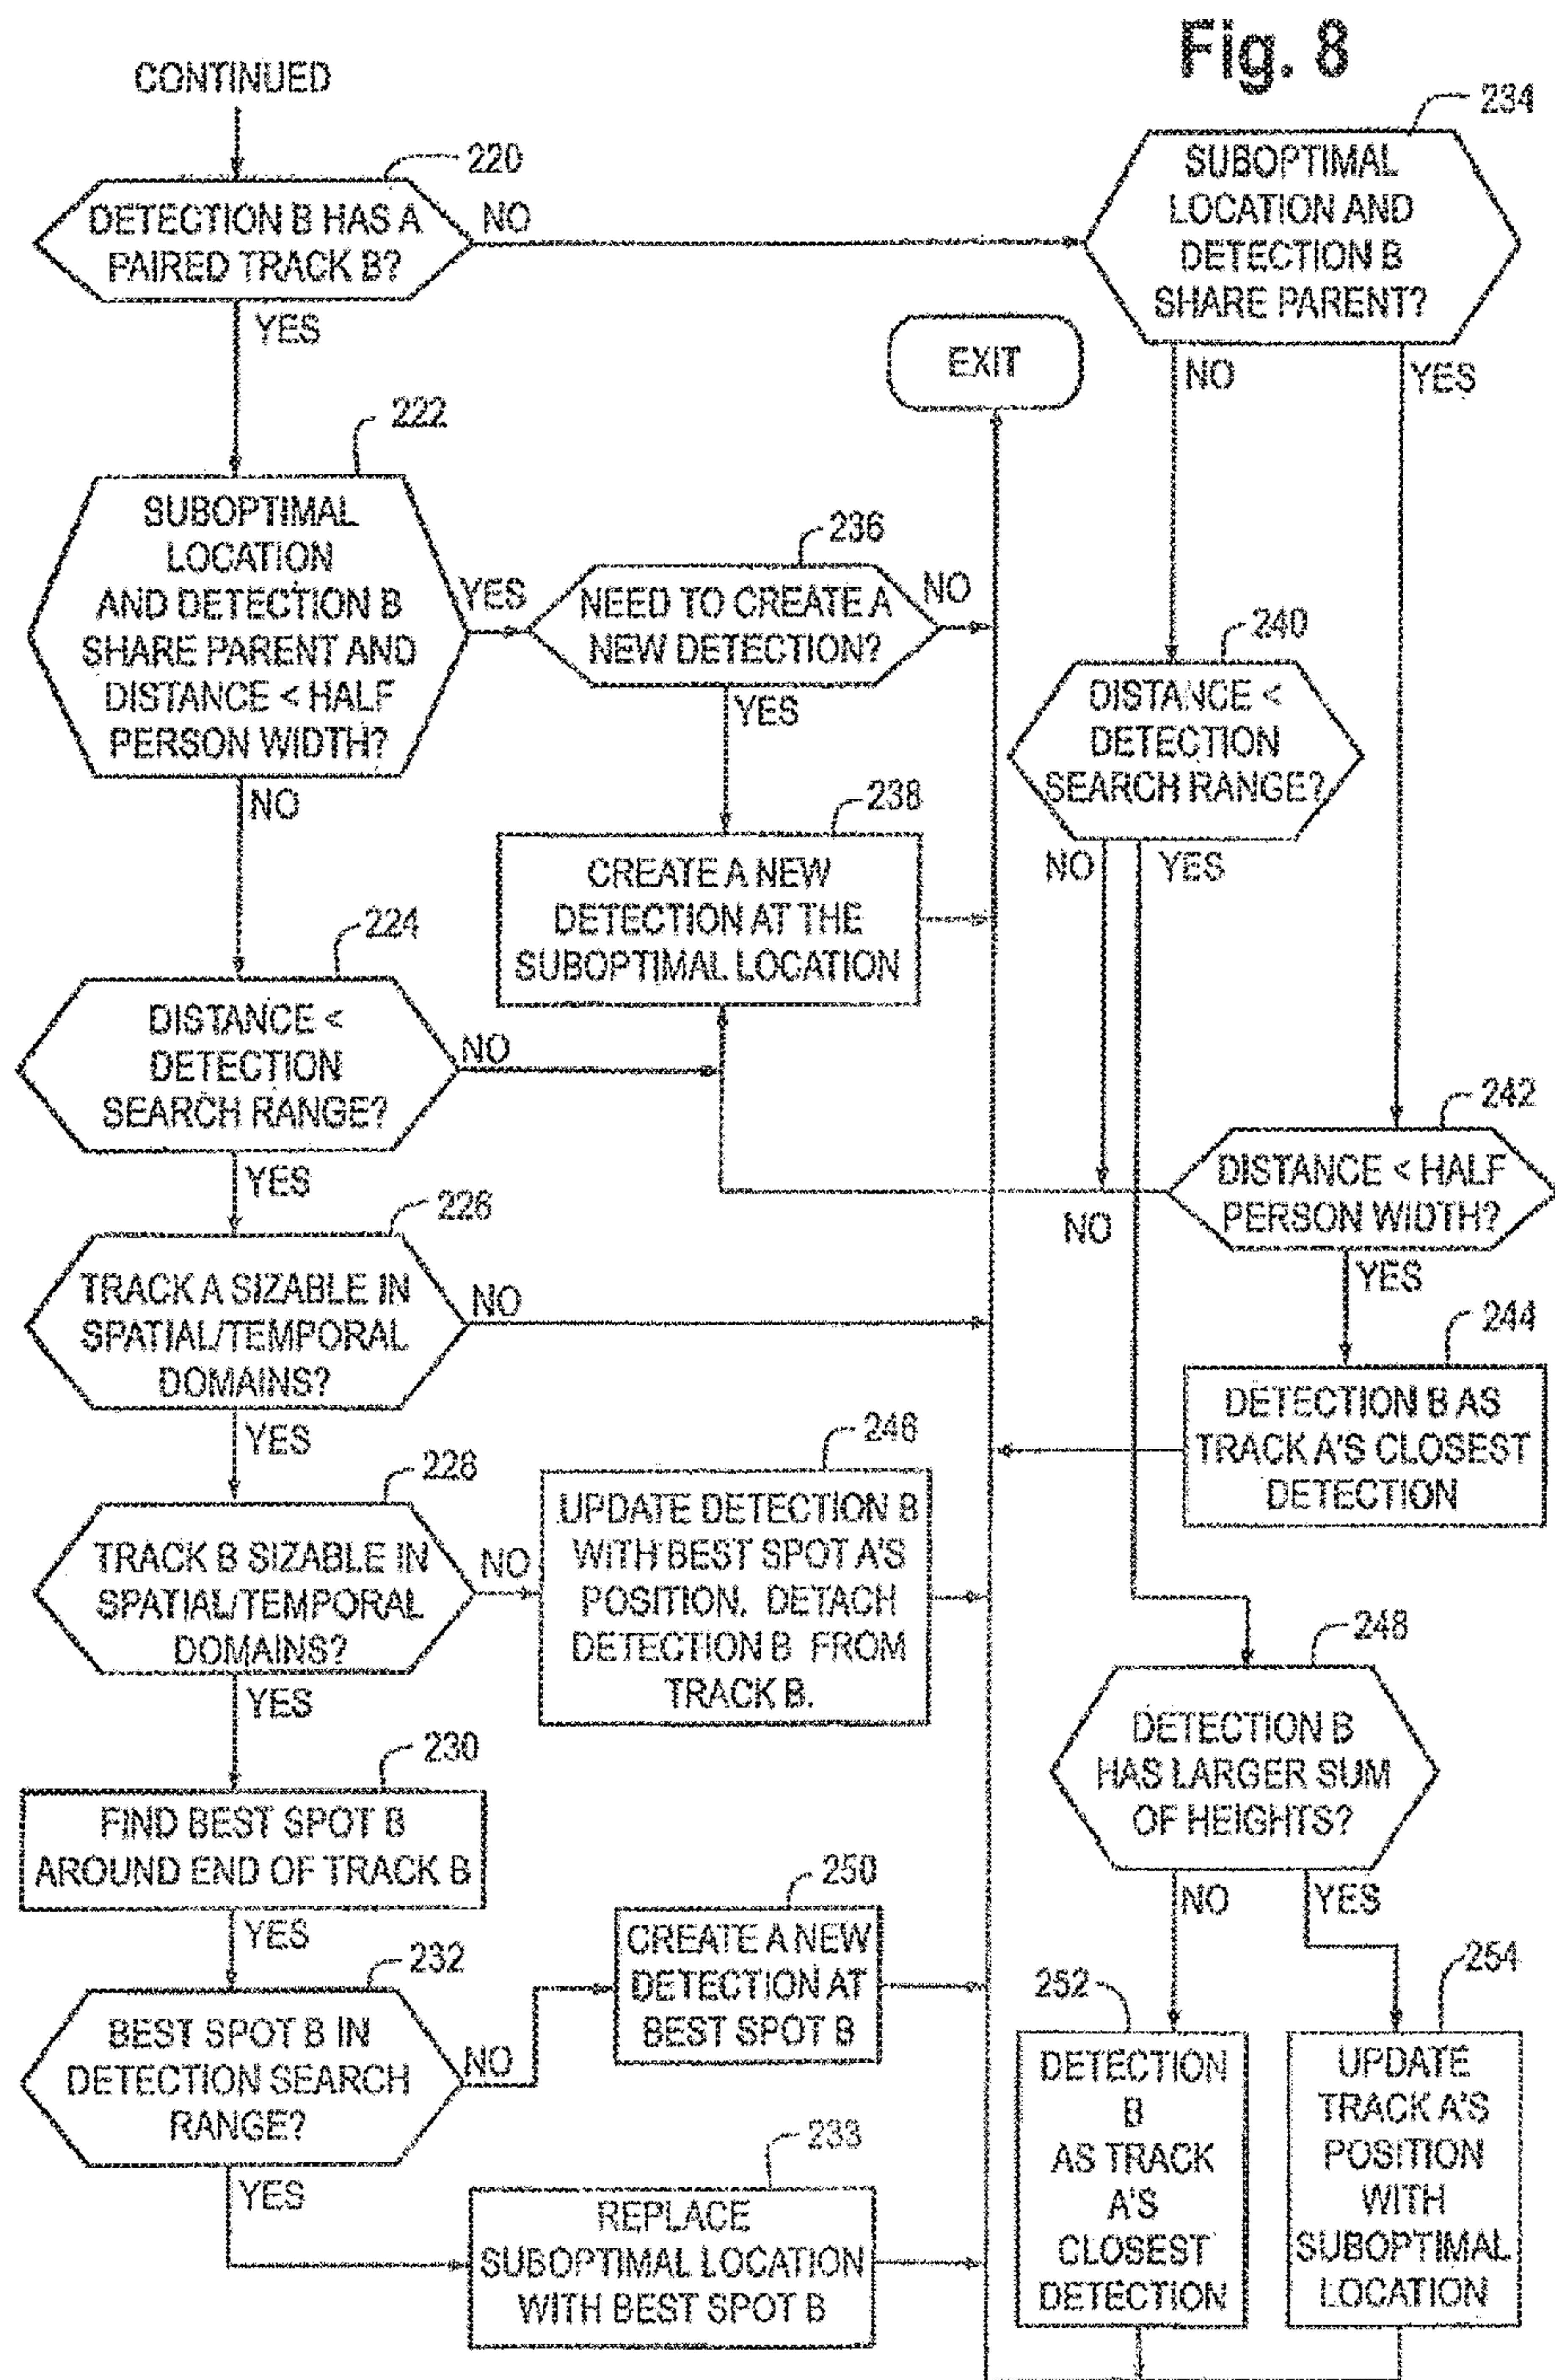 Fig. 8
CONTINUED
220
DETECTION B HAS A
PAIRED TRACK B?
NO
YES
234
SUBOPTIMAL
LOCATION AND
DETECTION B
SHARE PARENT?
NO
YES
EXIT
222
SUBOPTIMAL
LOCATION
AND DETECTION B
SHARE PARENT AND
DISTANCE < HALF
PERSON WIDTH?
YES
NO
236
NEED TO CREATE A
NEW DETECTION?
NO
YES
240
DISTANCE <
DETECTION
SEARCH RANGE?
NO
YES
238
CREATE A NEW
DETECTION AT THE
SUBOPTIMAL LOCATION
224
DISTANCE <
DETECTION
SEARCH RANGE?
NO
YES
242
DISTANCE < HALF
PERSON WIDTH?
NO
YES
226
TRACK A SIZABLE IN
SPATIAL/TEMPORAL
DOMAINS?
NO
YES
244
DETECTION B AS
TRACK A'S CLOSEST
DETECTION
228
TRACK B SIZABLE IN
SPATIAL/TEMPORAL
DOMAINS?
NO
YES
246
UPDATE DETECTION B
WITH BEST SPOT A'S
POSITION. DETACH
DETECTION B FROM
TRACK B.
248
DETECTION B
HAS LARGER SUM
OF HEIGHTS?
NO
YES
230
FIND BEST SPOT B
AROUND END OF TRACK B
YES
250
CREATE A NEW
DETECTION AT
BEST SPOT B
232
BEST SPOT B IN
DETECTION SEARCH
RANGE?
NO
YES
233
REPLACE
SUBOPTIMAL LOCATION
WITH BEST SPOT B
252
DETECTION
B
AS TRACK
A'S
CLOSEST
DETECTION
254
UPDATE
TRACK A'S
POSITION
WITH
SUBOPTIMAL
LOCATION